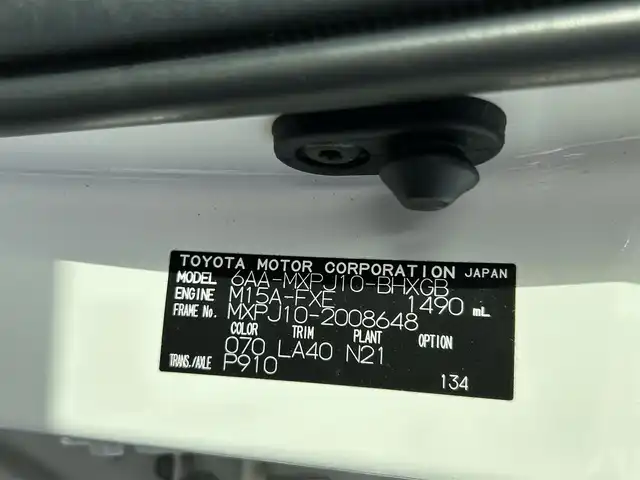 TOYOTA MOTOR CORPORATION JAPAN
MODEL 6AA-MXPJ10-BHXGB
ENGINE M15A-FXE 1490 mL
FRAME No. MXPJ10-2008648
COLOR TRIM PLANT OPTION
070 LA40 N21
TRANS./AXLE P910
134